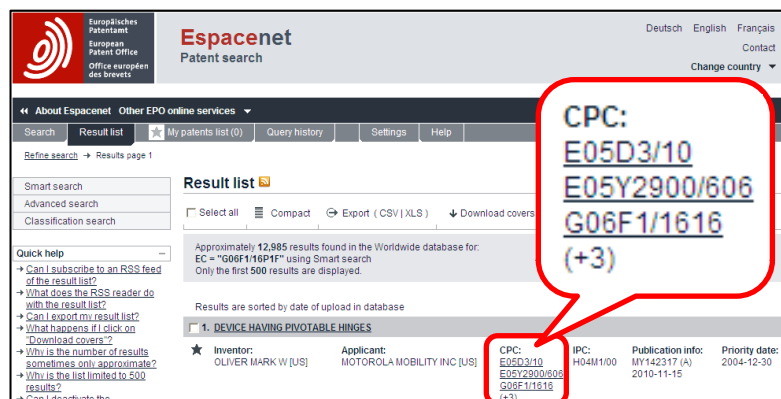 Europäisches
Patentamt
European
Patent Office
Office européen
des brevets
Espacenet
Patent search
Deutsch English Français
Contact
Change country
About Espacenet Other EPO online services
Search Result list My patents list (0) Query history Settings Help
Refine search → Results page 1
Smart search
Advanced search
Classification search
Quick help
→ Can I subscribe to an RSS feed
of the result list?
→ What does the RSS reader do
with the result list?
→ Can I export my result list?
→ What happens if I click on
"Download covers"?
→ Why is the number of results
sometimes only approximate?
→ Why is the list limited to 500
results?
→ Can I deactivate the
Result list
Select all Compact Export ( CSV | XLS ) Download covers
Approximately 12,985 results found in the Worldwide database for:
EC = "G06F1/16P1F" using Smart search
Only the first 500 results are displayed.
Results are sorted by date of upload in database
1. DEVICE HAVING PIVOTABLE HINGES
Inventor: Applicant: CPC: IPC: Publication info: Priority date:
OLIVER MARK W [US] MOTOROLA MOBILITY INC [US] E05D3/10 H04M1/00 MY142317 (A) 2004-12-30
E05Y2900/606 2010-11-15
G06F1/1616
(+3)
CPC:
E05D3/10
E05Y2900/606
G06F1/1616
(+3)